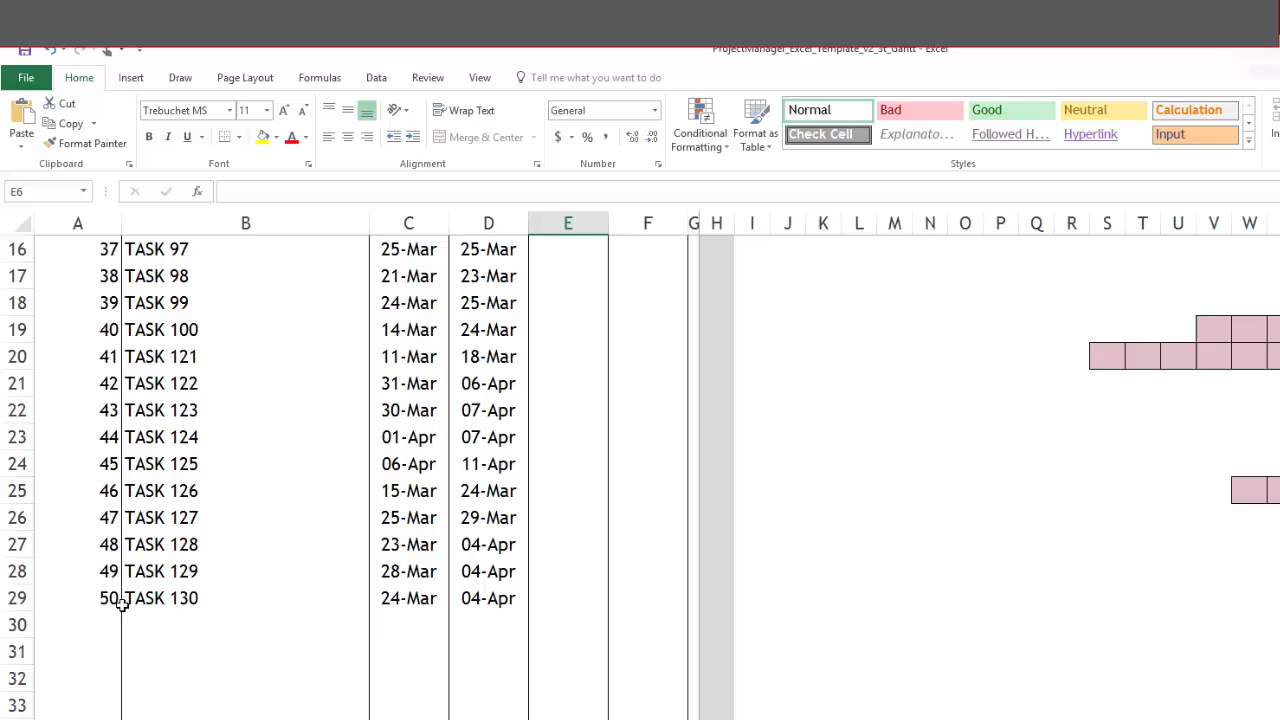 ProjectManager_Excel_Template_v2_3t_Gantt - Excel
File Home Insert Draw Page Layout Formulas Data Review View Tell me what you want to do
Cut
Copy
Format Painter
Paste
Clipboard
Trebuchet MS 11
B I U
Font
Wrap Text
Merge & Center
Alignment
General
$ % ,
Number
Conditional Formatting
Format as Table
Normal Bad Good Neutral Calculation
Check Cell Explanato... Followed H... Hyperlink Input
Styles
In
E6 fx
A B C D E F G H I J K L M N O P Q R S T U V W
16 37 TASK 97 25-Mar 25-Mar
17 38 TASK 98 21-Mar 23-Mar
18 39 TASK 99 24-Mar 25-Mar
19 40 TASK 100 14-Mar 24-Mar
20 41 TASK 121 11-Mar 18-Mar
21 42 TASK 122 31-Mar 06-Apr
22 43 TASK 123 30-Mar 07-Apr
23 44 TASK 124 01-Apr 07-Apr
24 45 TASK 125 06-Apr 11-Apr
25 46 TASK 126 15-Mar 24-Mar
26 47 TASK 127 25-Mar 29-Mar
27 48 TASK 128 23-Mar 04-Apr
28 49 TASK 129 28-Mar 04-Apr
29 50 TASK 130 24-Mar 04-Apr
30
31
32
33